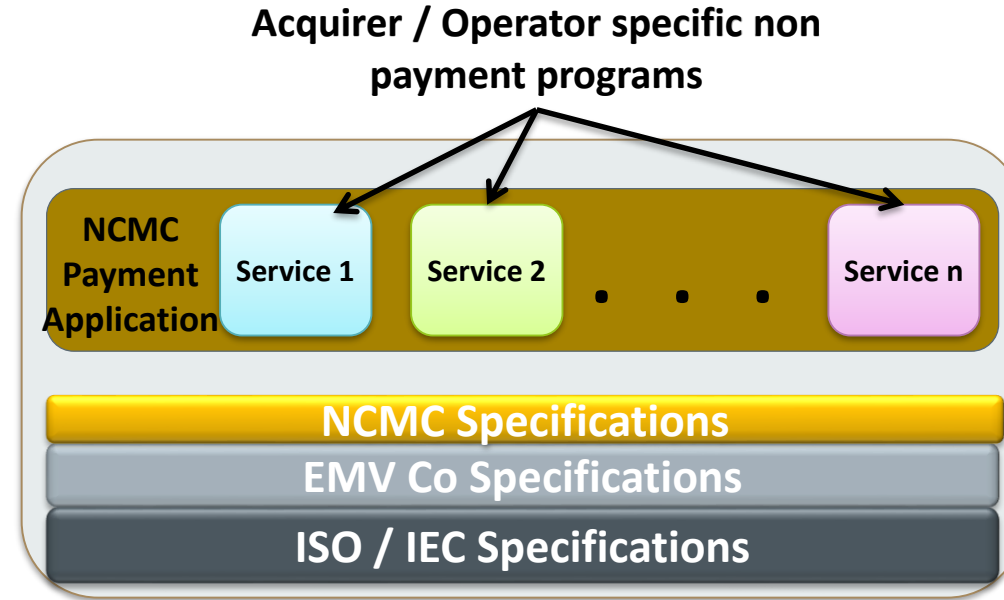 Acquirer / Operator specific non
payment programs
NCMC
Payment
Application
Service 1
Service 2
. . .
Service n
NCMC Specifications
EMV Co Specifications
ISO / IEC Specifications